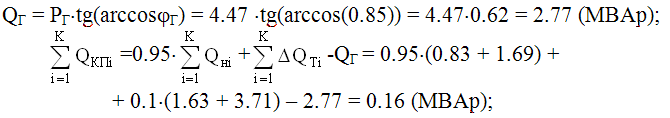 Qг = Pг·tg(arccosφг) = 4.47 ·tg(arccos(0.85)) = 4.47·0.62 = 2.77 (МВАр);
K K K
∑ QКПi =0.95·∑ Qнi +∑ ΔQТi -Qг = 0.95·(0.83 + 1.69) +
i=1 i=1 i=1
+ 0.1·(1.63 + 3.71) – 2.77 = 0.16 (МВАр);